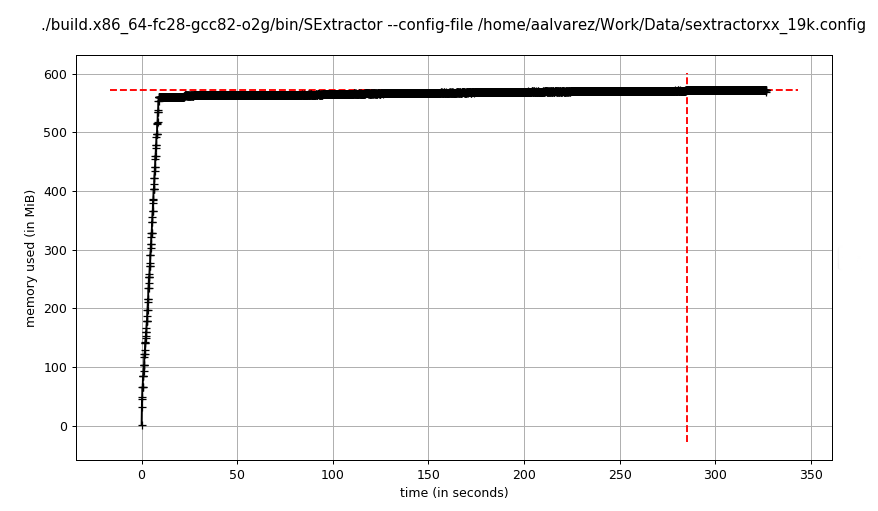 ./build.x86_64-fc28-gcc82-o2g/bin/SExtractor --config-file /home/aalvarez/Work/Data/sextractorxx_19k.config
600
500
400
300
200
100
0
memory used (in MiB)
0 50 100 150 200 250 300 350
time (in seconds)